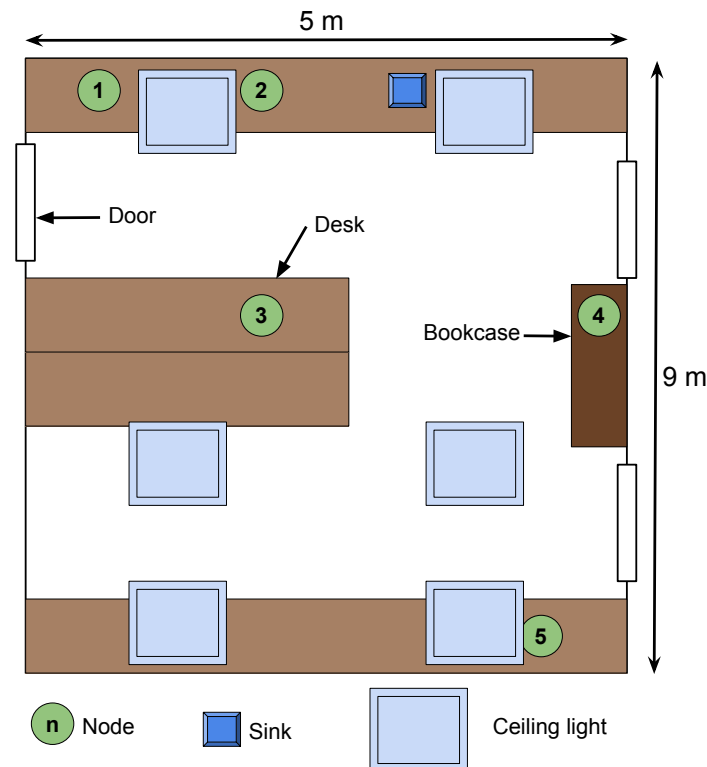 5 m
1
2
Door
Desk
3
4
Bookcase
9 m
5
n
Node
Sink
Ceiling light